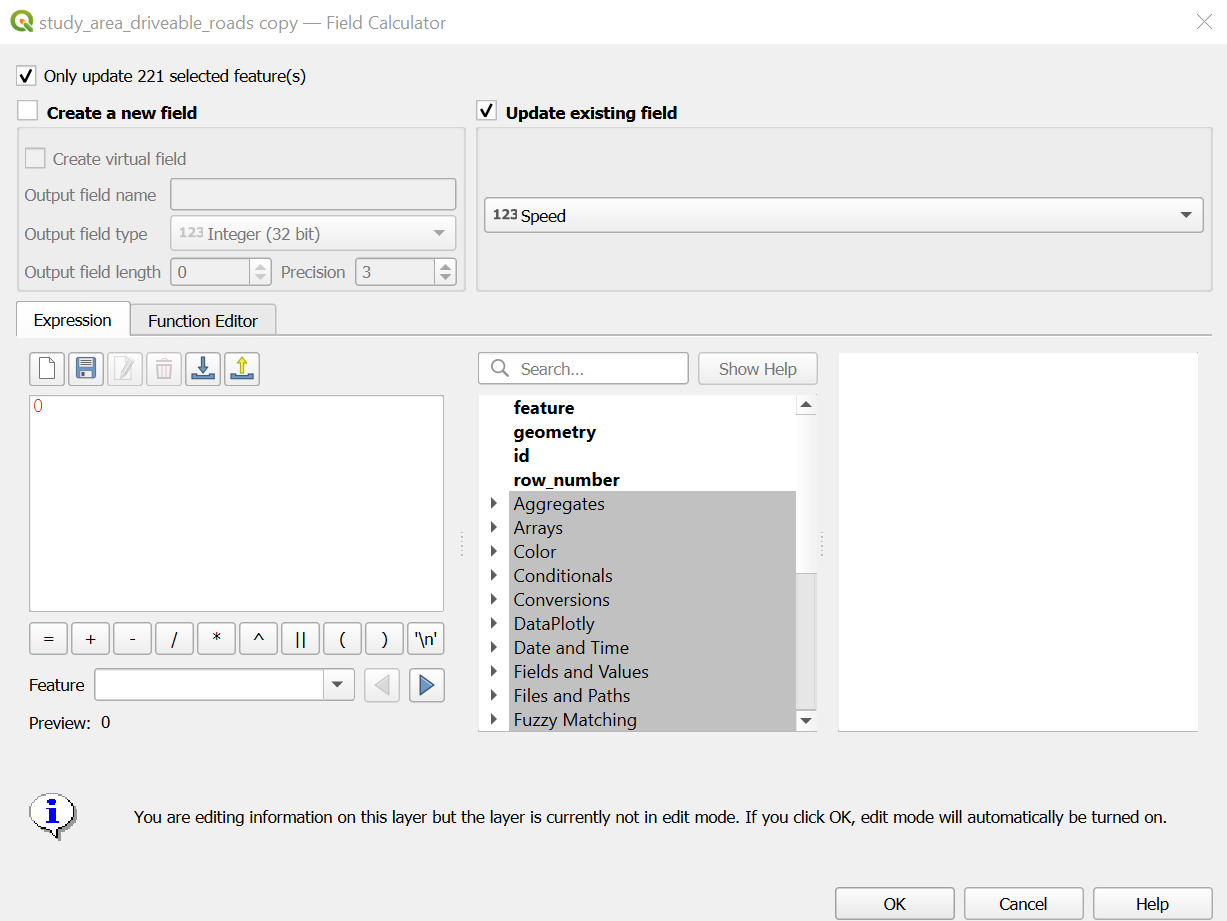 study_area_driveable_roads copy — Field Calculator
Only update 221 selected feature(s)
Create a new field
Update existing field
Create virtual field
Output field name
Output field type 123 Integer (32 bit)
Output field length 0 Precision 3
123 Speed
Expression Function Editor
Search... Show Help
0
feature
geometry
id
row_number
Aggregates
Arrays
Color
Conditionals
Conversions
DataPlotly
Date and Time
Fields and Values
Files and Paths
Fuzzy Matching
= + - / * ^ || ( ) '\n'
Feature
Preview: 0
You are editing information on this layer but the layer is currently not in edit mode. If you click OK, edit mode will automatically be turned on.
OK Cancel Help